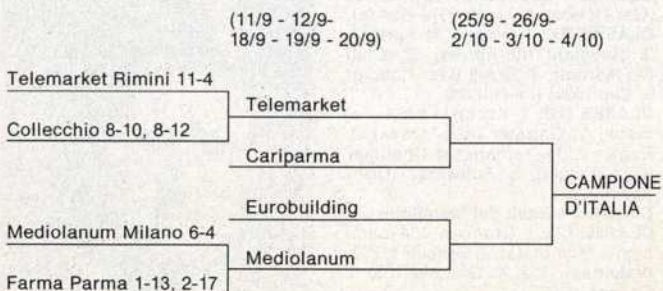 (11/9 - 12/9-
18/9 - 19/9 - 20/9)
(25/9 - 26/9-
2/10 - 3/10 - 4/10)
Telemarket Rimini 11-4
Collecchio 8-10, 8-12
Telemarket
Cariparma
Eurobuilding
Mediolanum Milano 6-4
Mediolanum
Farma Parma 1-13, 2-17
CAMPIONE
D'ITALIA